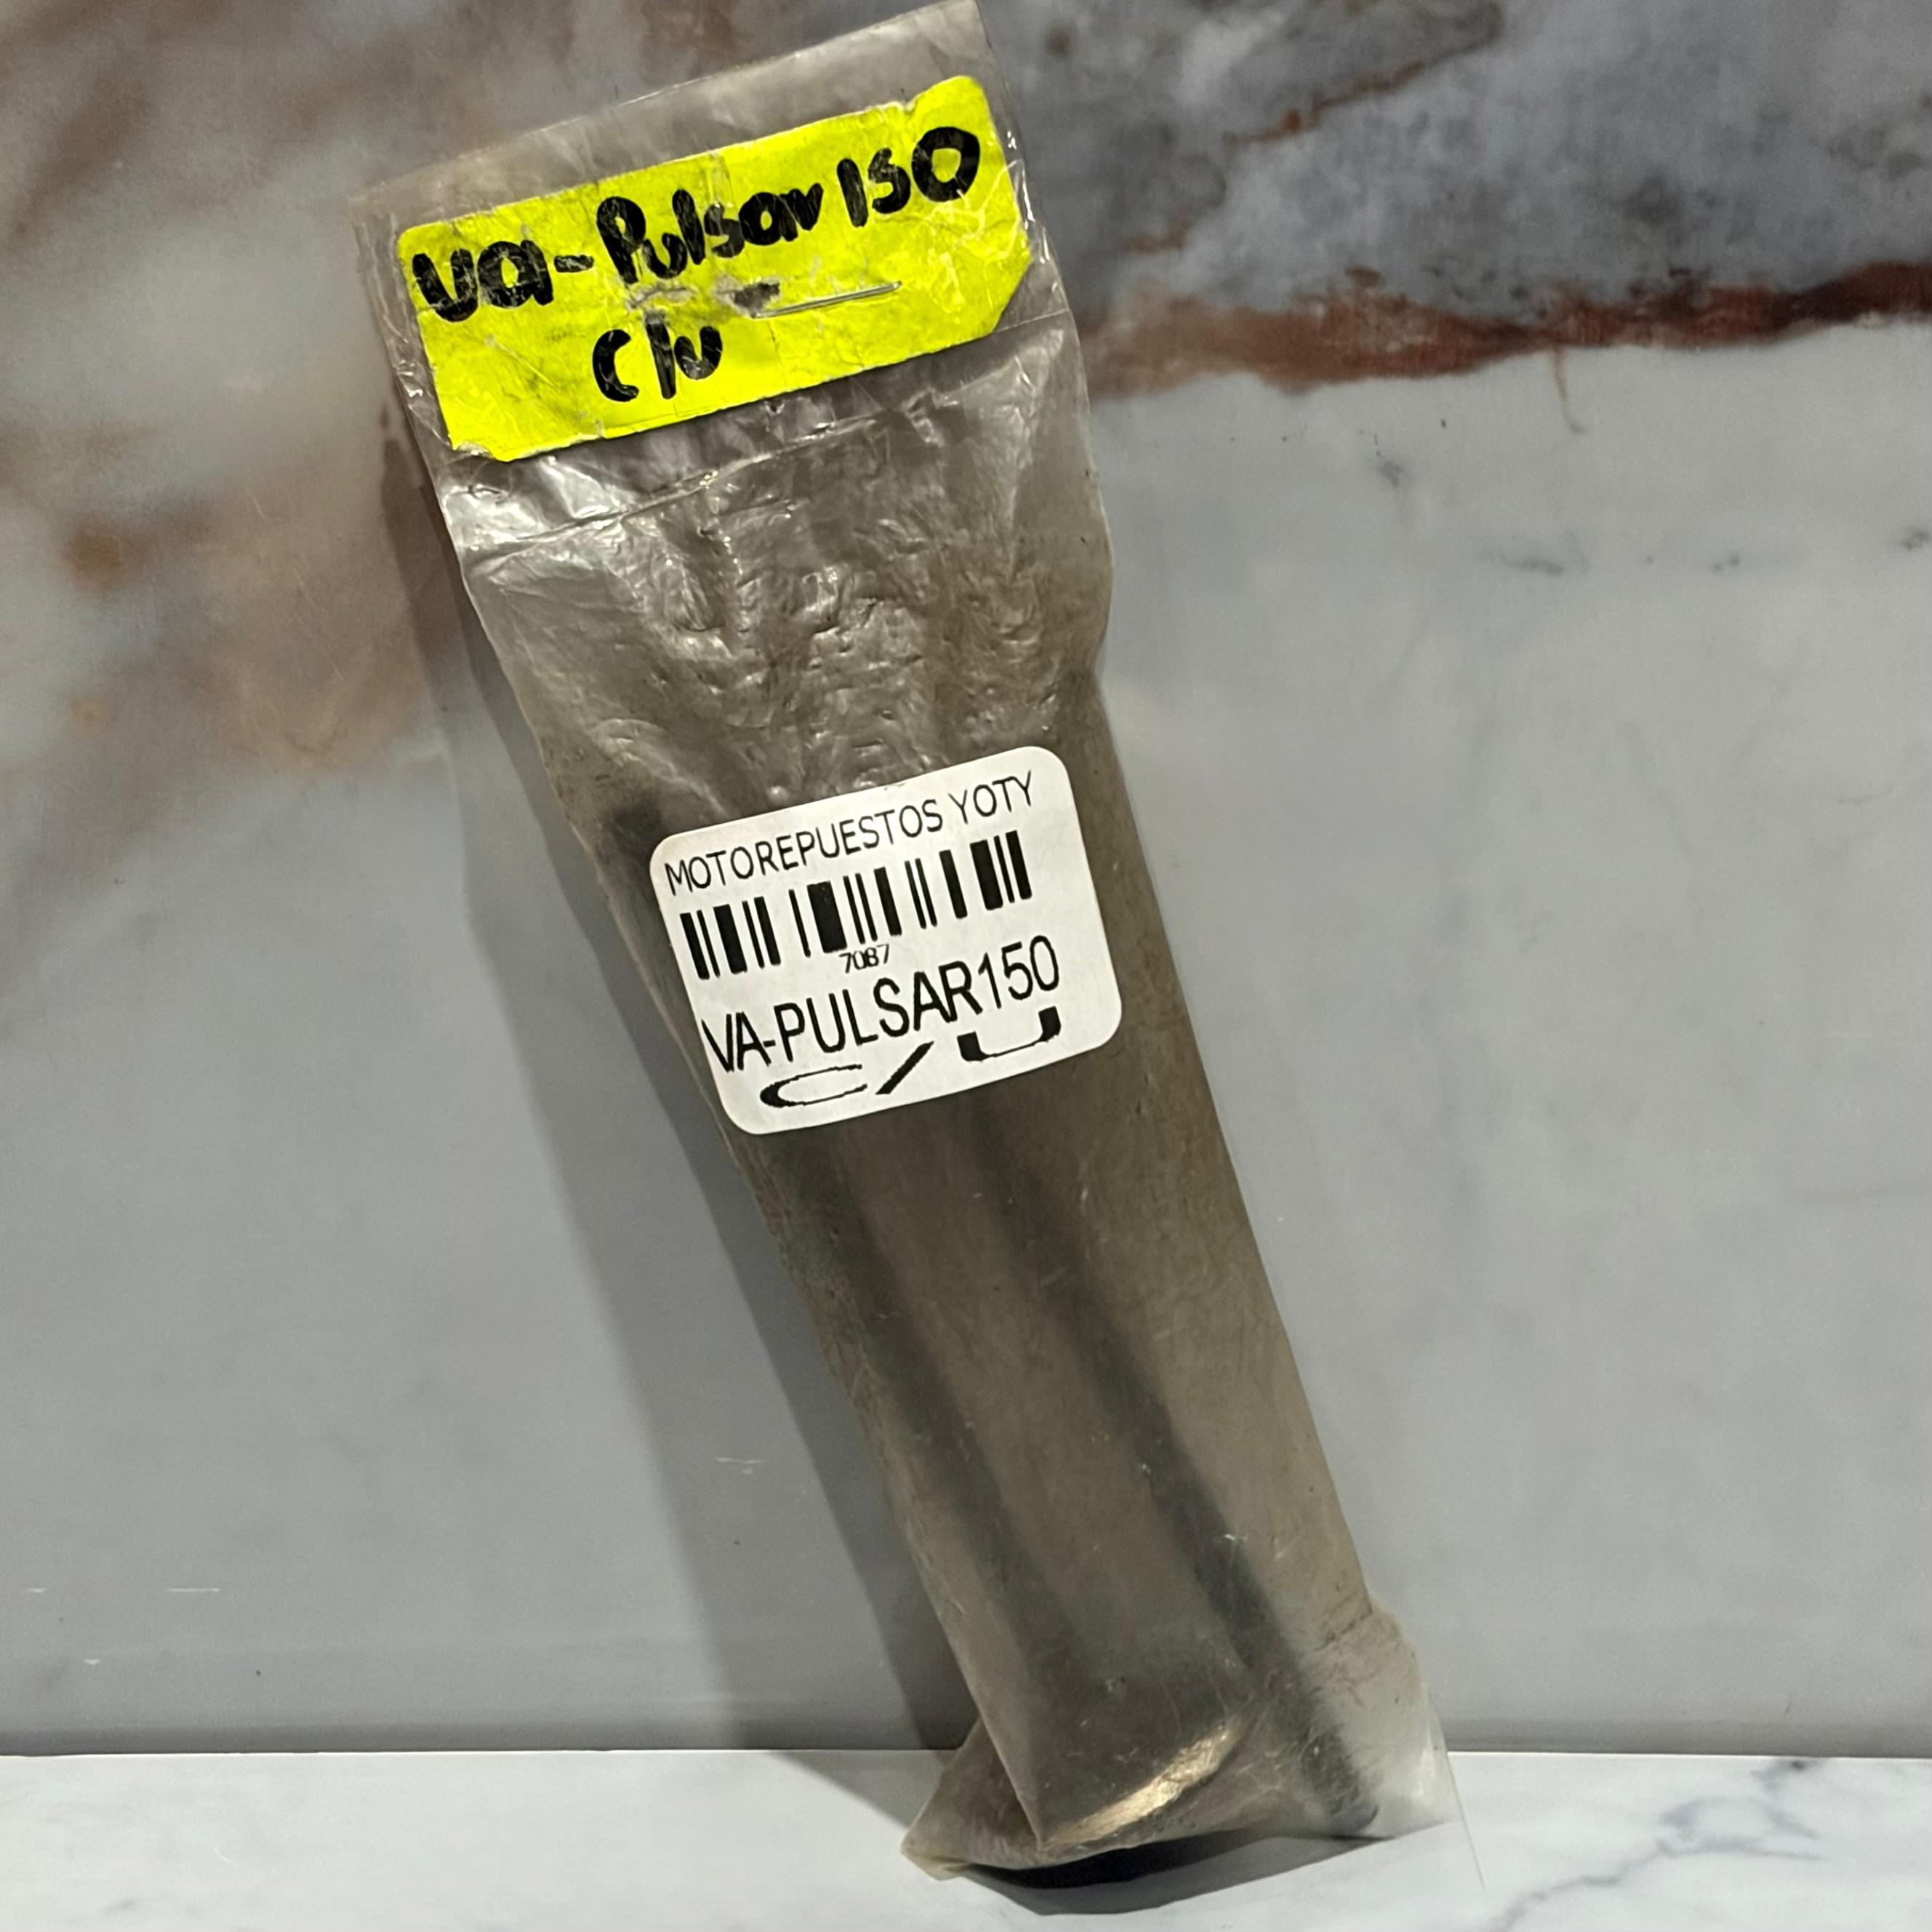 va-Pulsar 150
c/u
MOTOREPUESTOS YOTY
7087
VA-PULSAR150
C/U